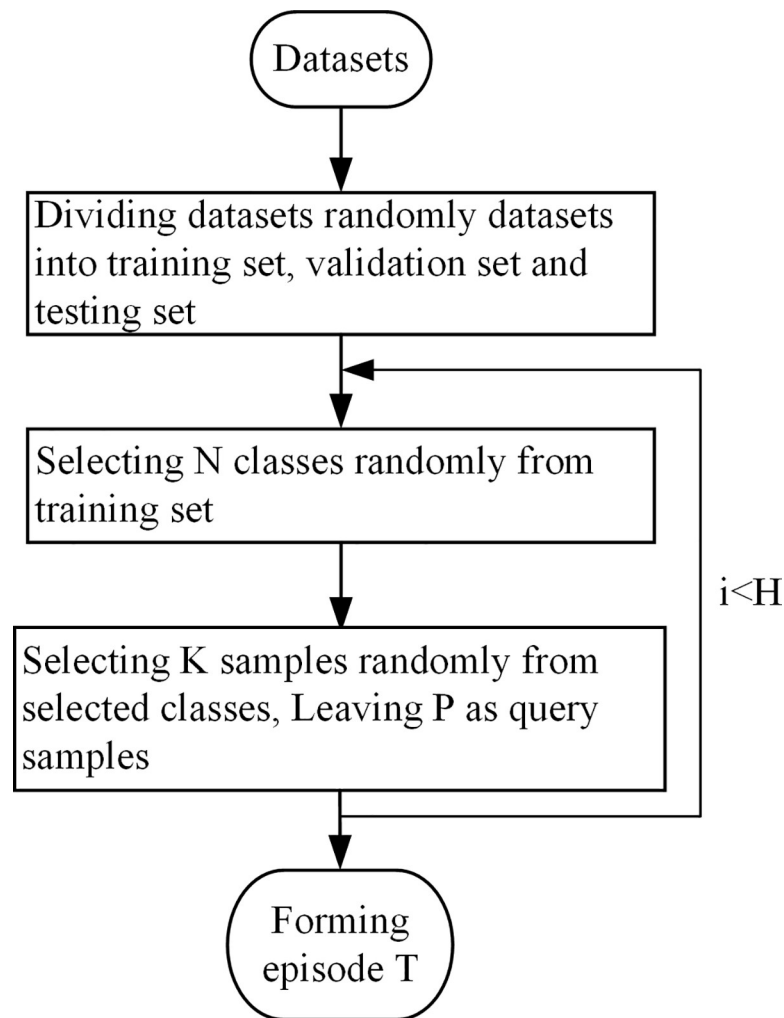 Datasets
Dividing datasets randomly datasets
into training set, validation set and
testing set
Selecting N classes randomly from
training set
i<H
Selecting K samples randomly from
selected classes, Leaving P as query
samples
Forming
episode T